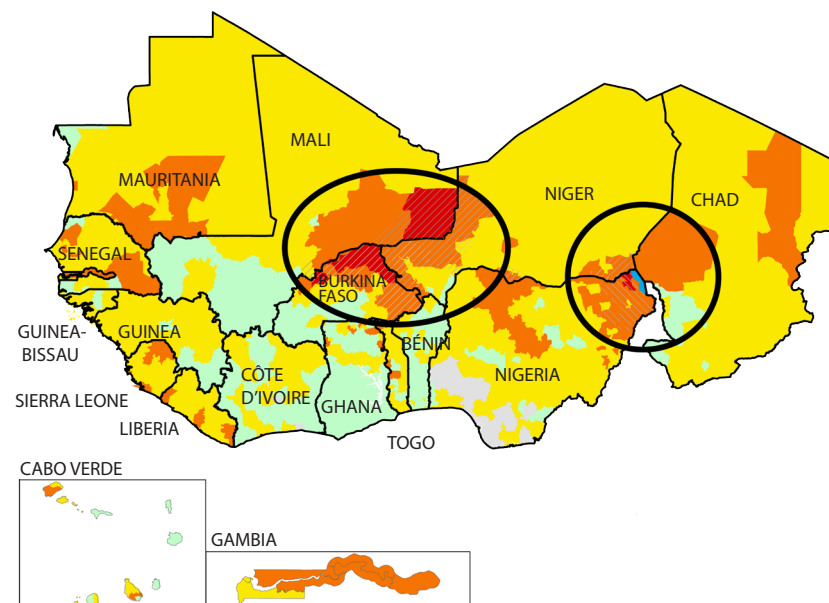 MALI
MAURITANIA
NIGER
CHAD
SENEGAL
BURKINA
FASO
GUINEA-
BISSAU
GUINEA
BÉNIN
CÔTE
D'IVOIRE
NIGERIA
SIERRA LEONE
GHANA
LIBERIA
TOGO
CABO VERDE
GAMBIA